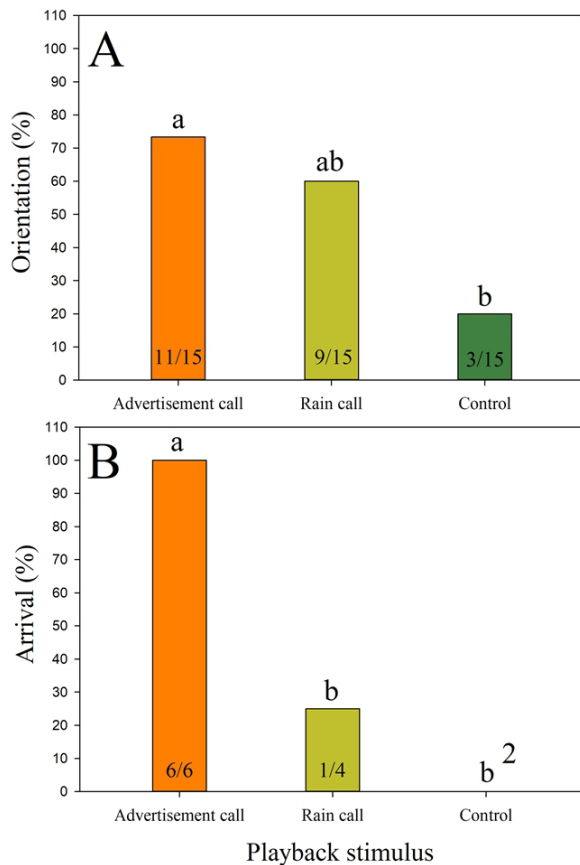 A
Orientation (%)
110
100
90
80
70
60
50
40
30
20
10
0
a
ab
b
11/15
9/15
3/15
Advertisement call
Rain call
Control
B
Arrival (%)
110
100
90
80
70
60
50
40
30
20
10
0
a
b
b 2
6/6
1/4
Advertisement call
Rain call
Control
Playback stimulus